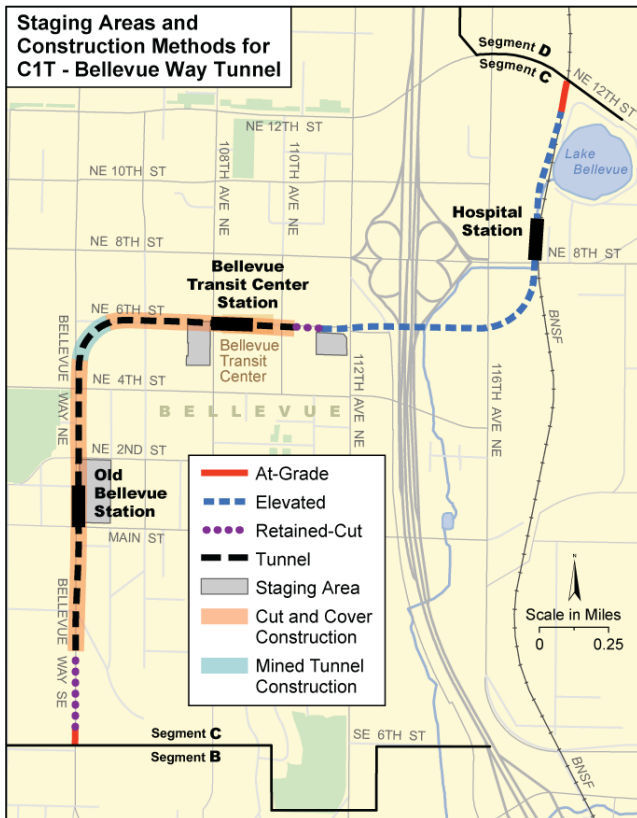 Staging Areas and
Construction Methods for
C1T - Bellevue Way Tunnel
Segment D
Segment C
NE 12TH ST
NE 12TH ST
108TH AVE NE
110TH AVE NE
Lake
Bellevue
NE 10TH ST
Hospital
Station
NE 8TH ST
NE 8TH ST
Bellevue
Transit Center
Station
NE 6TH ST
BNSF
BELLEVUE WAY NE
Bellevue
Transit
Center
112TH AVE NE
116TH AVE NE
NE 4TH ST
BELLEVUE
NE 2ND ST
Old
Bellevue
Station
MAIN ST
At-Grade
Elevated
Retained-Cut
Tunnel
Staging Area
Cut and Cover
Construction
Mined Tunnel
Construction
N
Scale in Miles
0 0.25
BELLEVUE WAY SE
Segment C
Segment B
SE 6TH ST
BNSF